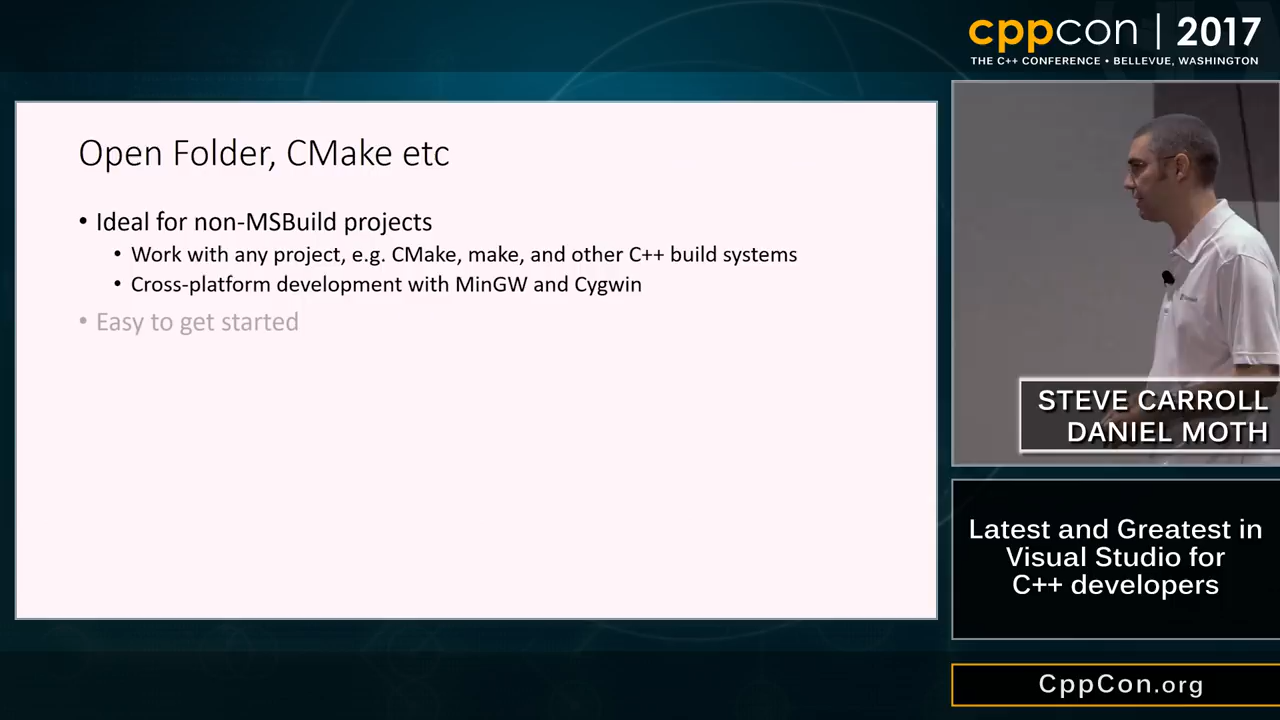 cppcon | 2017
THE C++ CONFERENCE • BELLEVUE, WASHINGTON
Open Folder, CMake etc
• Ideal for non-MSBuild projects
• Work with any project, e.g. CMake, make, and other C++ build systems
• Cross-platform development with MinGW and Cygwin
• Easy to get started
STEVE CARROLL
DANIEL MOTH
Latest and Greatest in
Visual Studio for
C++ developers
CppCon.org